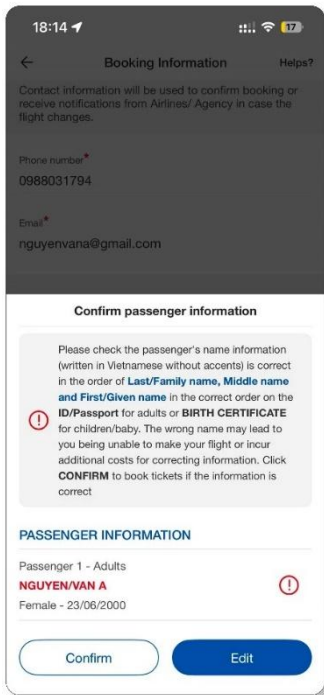 18:14
17
Booking Information
Helps?
Contact information will be used to confirm booking or
receive notifications from Airlines/ Agency in case the
flight changes.
Phone number*
0988031794
Email*
nguyenvana@gmail.com
Confirm passenger information
Please check the passenger's name information
(written in Vietnamese without accents) is correct
in the order of Last/Family name, Middle name
and First/Given name in the correct order on the
ID/Passport for adults or BIRTH CERTIFICATE
for children/baby. The wrong name may lead to
you being unable to make your flight or incur
additional costs for correcting information. Click
CONFIRM to book tickets if the information is
correct
PASSENGER INFORMATION
Passenger 1 - Adults
NGUYEN/VAN A
Female - 23/06/2000
Confirm
Edit